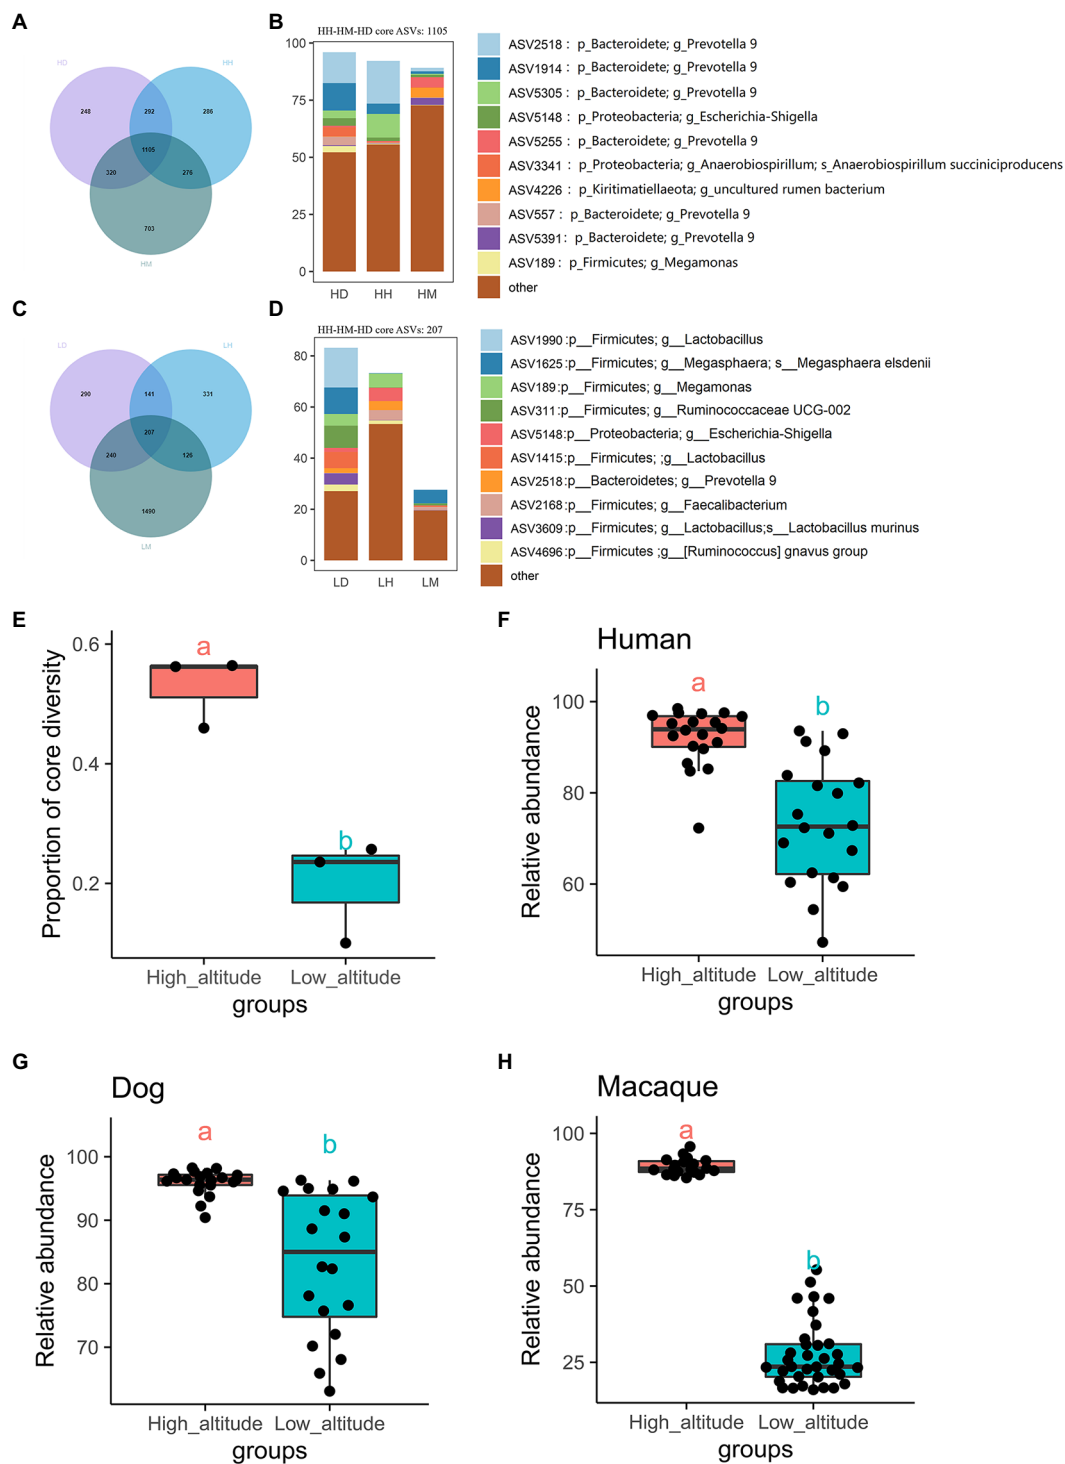 A
HD
HH
248
292
286
1105
320
276
703
HM
B
HH-HM-HD core ASVs: 1105
100
75
50
25
0
HD HH HM
ASV2518 : p_Bacteroidete; g_Prevotella 9
ASV1914 : p_Bacteroidete; g_Prevotella 9
ASV5305 : p_Bacteroidete; g_Prevotella 9
ASV5148 : p_Proteobacteria; g_Escherichia-Shigella
ASV5255 : p_Bacteroidete; g_Prevotella 9
ASV3341 : p_Proteobacteria; g_Anaerobiospirillum; s_Anaerobiospirillum succiniciproducens
ASV4226 : p_Kiritimatiellaeota; g_uncultured rumen bacterium
ASV557 : p_Bacteroidete; g_Prevotella 9
ASV5391 : p_Bacteroidete; g_Prevotella 9
ASV189 : p_Firmicutes; g_Megamonas
other
C
LD
LH
290
141
331
207
240
126
1490
LM
D
HH-HM-HD core ASVs: 207
80
60
40
20
0
LD LH LM
ASV1990:p__Firmicutes; g__Lactobacillus
ASV1625:p__Firmicutes; g__Megasphaera; s__Megasphaera elsdenii
ASV189:p__Firmicutes; g__Megamonas
ASV311:p__Firmicutes; g__Ruminococcaceae UCG-002
ASV5148:p__Proteobacteria; g__Escherichia-Shigella
ASV1415:p__Firmicutes; ;g__Lactobacillus
ASV2518:p__Bacteroidetes; g__Prevotella 9
ASV2168:p__Firmicutes; g__Faecalibacterium
ASV3609:p__Firmicutes; g__Lactobacillus;s__Lactobacillus murinus
ASV4696:p__Firmicutes ;g__[Ruminococcus] gnavus group
other
E
Proportion of core diversity
0.6
0.4
0.2
a
b
High_altitude Low_altitude
groups
F
Human
Relative abundance
100
80
60
a
b
High_altitude Low_altitude
groups
G
Dog
Relative abundance
100
90
80
70
a
b
High_altitude Low_altitude
groups
H
Macaque
Relative abundance
100
75
50
25
a
b
High_altitude Low_altitude
groups